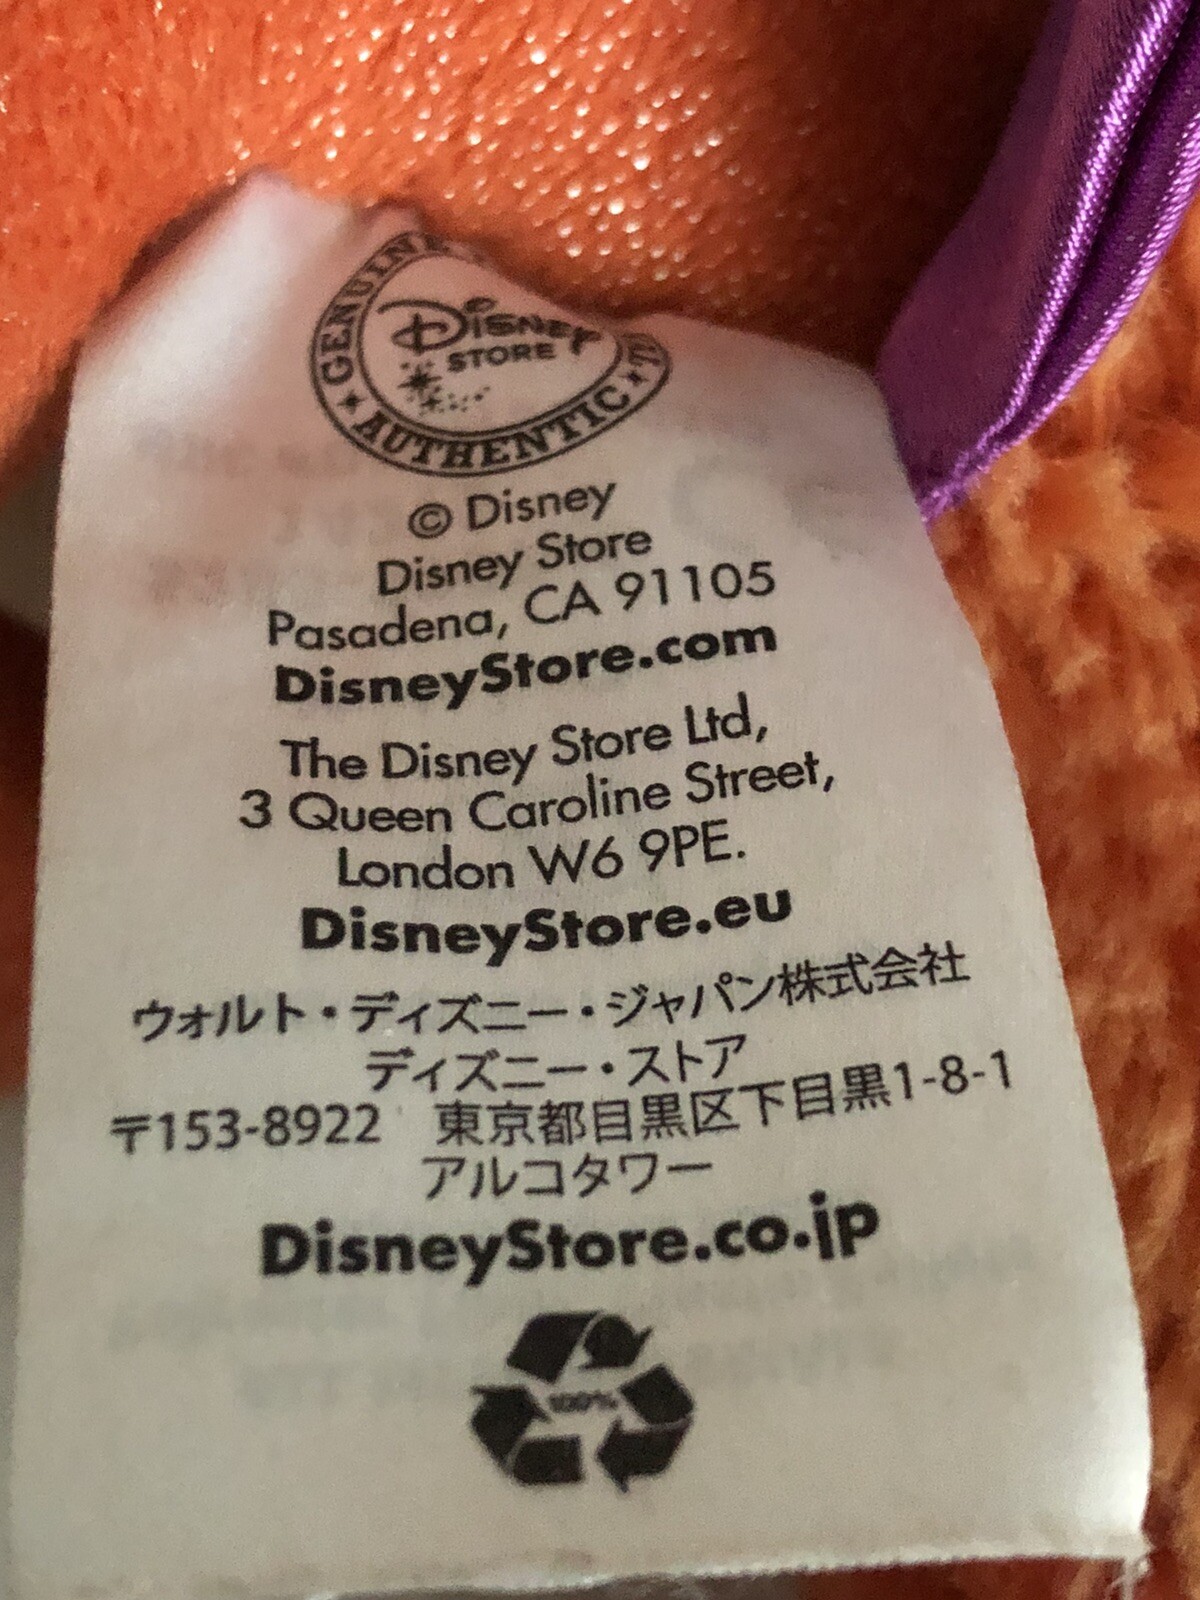 GENUINE
DISNEY
STORE
AUTHENTIC
© Disney
Disney Store
Pasadena, CA 91105
DisneyStore.com
The Disney Store Ltd,
3 Queen Caroline Street,
London W6 9PE.
DisneyStore.eu
ウォルト・ディズニー・ジャパン株式会社
ディズニー・ストア
〒153-8922 東京都目黒区下目黒1-8-1
アルコタワー
DisneyStore.co.jp
100%